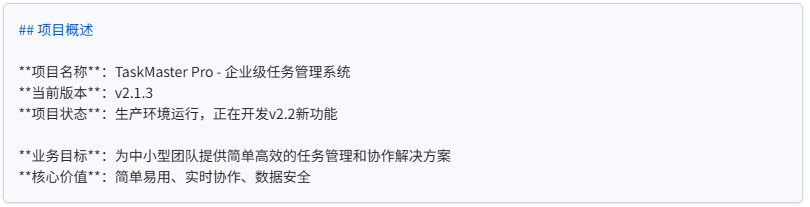 ## 项目概述
**项目名称**：TaskMaster Pro - 企业级任务管理系统
**当前版本**：v2.1.3
**项目状态**：生产环境运行，正在开发v2.2新功能
**业务目标**：为中小型团队提供简单高效的任务管理和协作解决方案
**核心价值**：简单易用、实时协作、数据安全